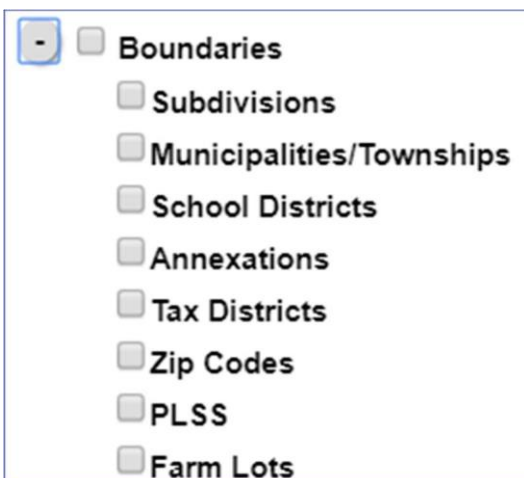 - Boundaries
Subdivisions
Municipalities/Townships
School Districts
Annexations
Tax Districts
Zip Codes
PLSS
Farm Lots